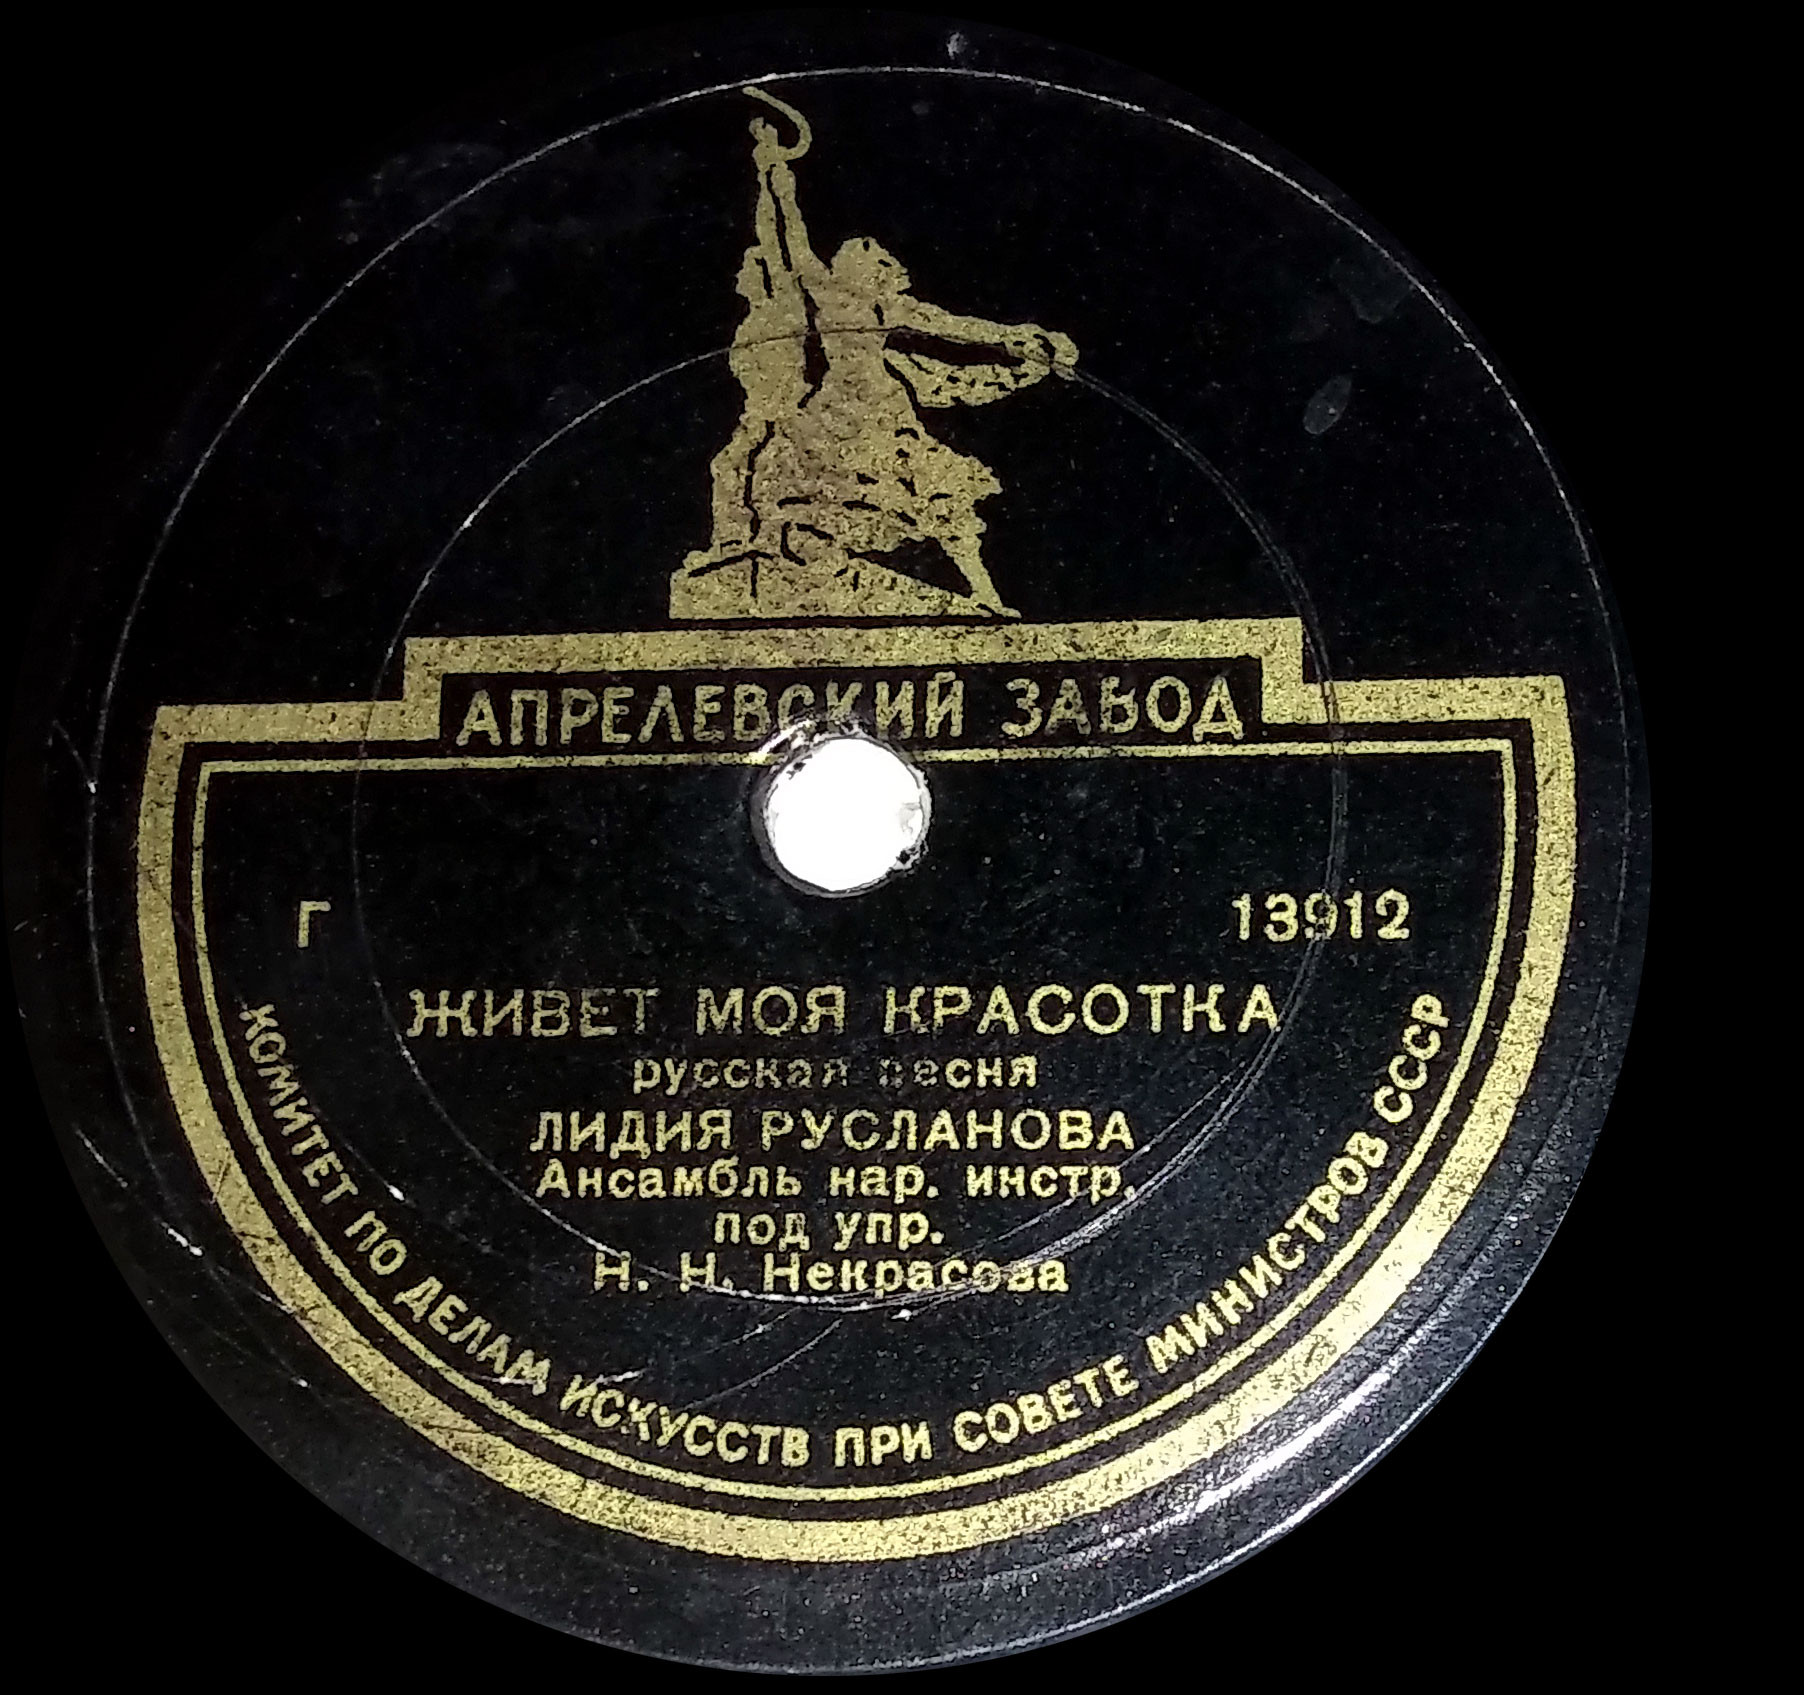 АПРЕЛЕВСКИЙ ЗАВОД
Г 13912
ЖИВЕТ МОЯ КРАСОТКА
русская песня
ЛИДИЯ РУСЛАНОВА
Ансамбль нар. инстр.
под упр.
Н. Н. Некрасова
КОМИТЕТ ПО ДЕЛАМ ИСКУССТВ ПРИ СОВЕТЕ МИНИСТРОВ СССР